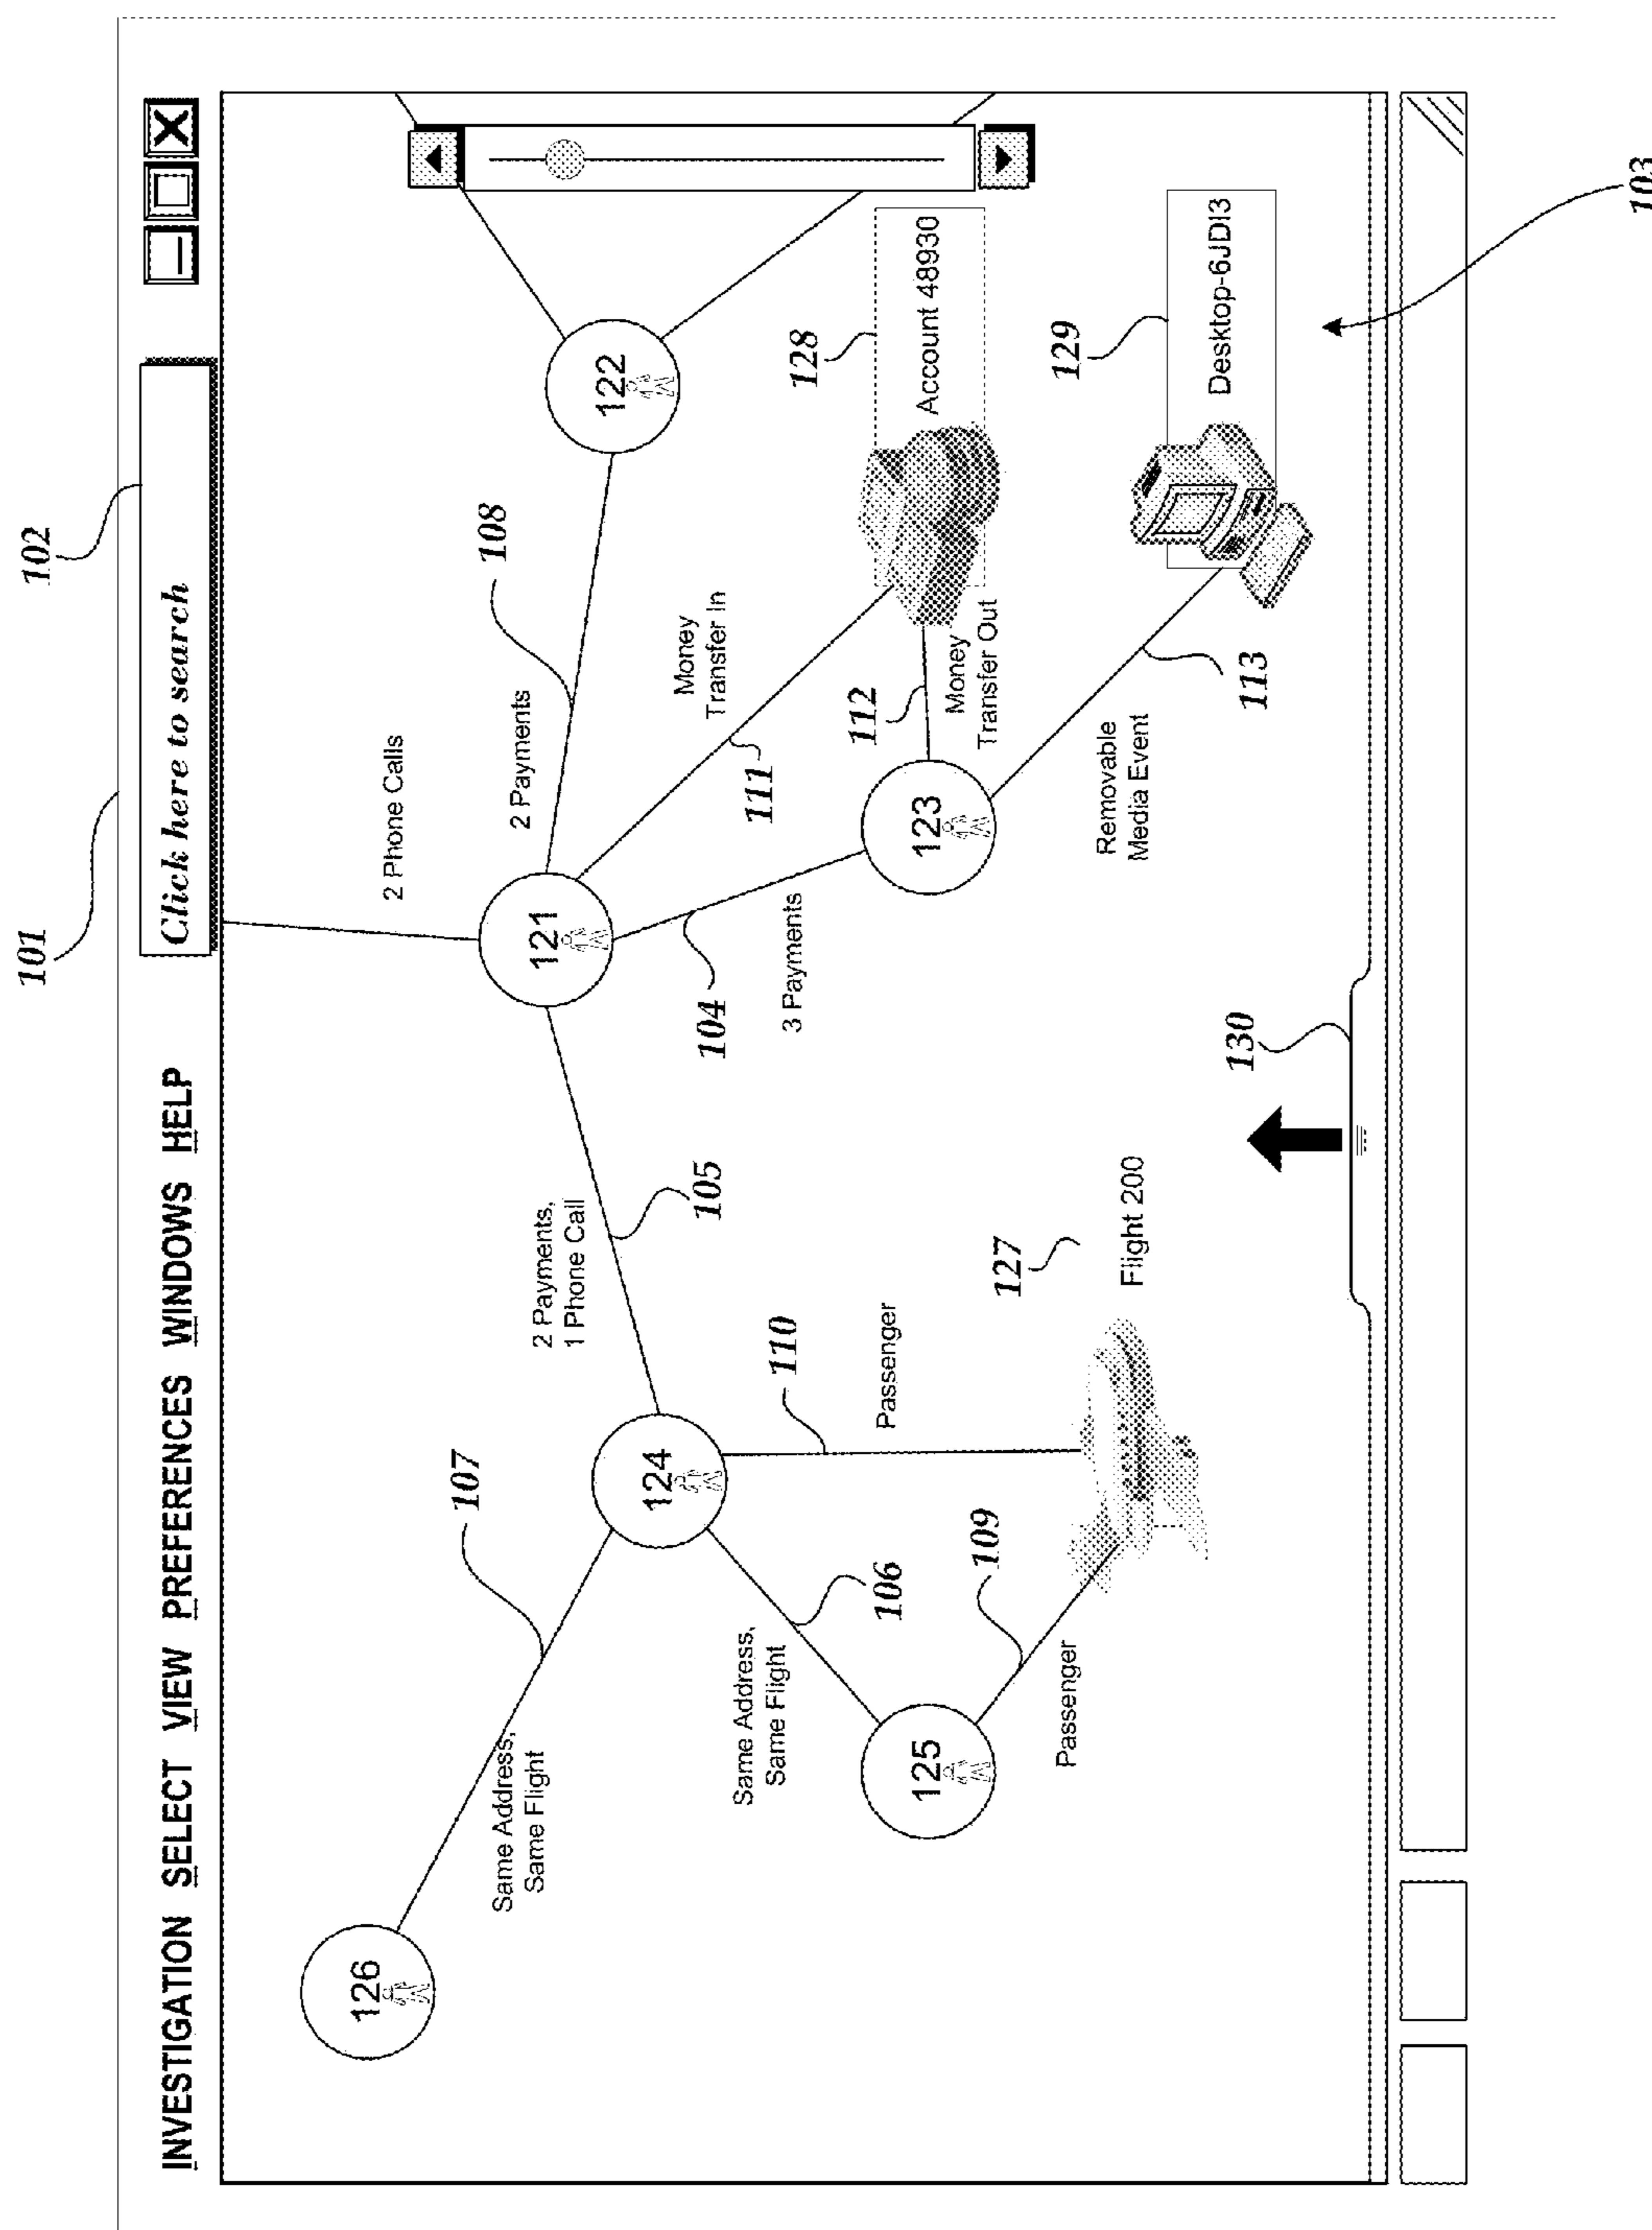 101
102
INVESTIGATION SELECT VIEW PREFERENCES WINDOWS HELP
Click here to search
2 Phone Calls
126
107
Same Address,
Same Flight
2 Payments,
1 Phone Call
121
2 Payments
108
122
124
105
104
Money
Transfer In
111
110
Same Address,
Same Flight
106
3 Payments
128
112
Passenger
125
109
123
Account 48930
Money
Transfer Out
127
129
Passenger
Removable
Media Event
Flight 200
Desktop-6JDI3
113
130
103